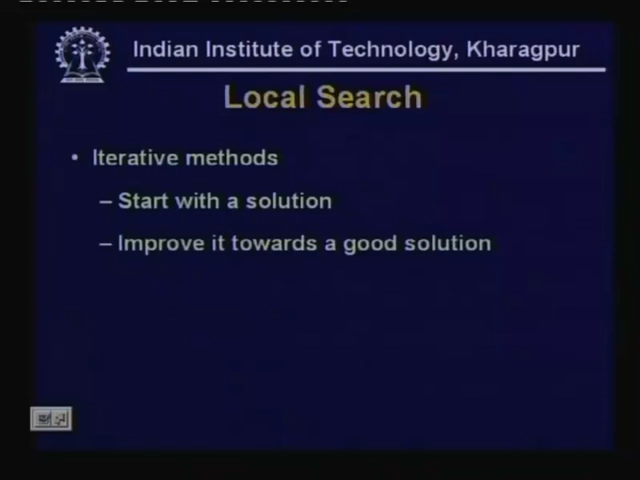 Indian Institute of Technology, Kharagpur
Local Search
• Iterative methods
– Start with a solution
– Improve it towards a good solution